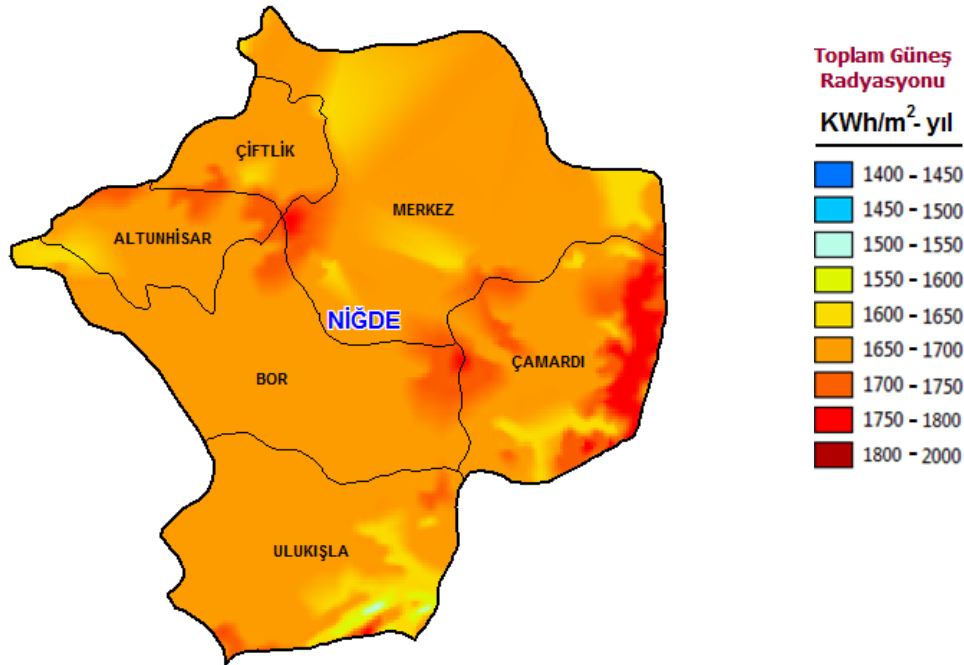 ÇİFTLİK
MERKEZ
ALTUNHİSAR
NİĞDE
ÇAMARDI
BOR
ULUKIŞLA
Toplam Güneş
Radyasyonu
KWh/m²- yıl
1400 - 1450
1450 - 1500
1500 - 1550
1550 - 1600
1600 - 1650
1650 - 1700
1700 - 1750
1750 - 1800
1800 - 2000